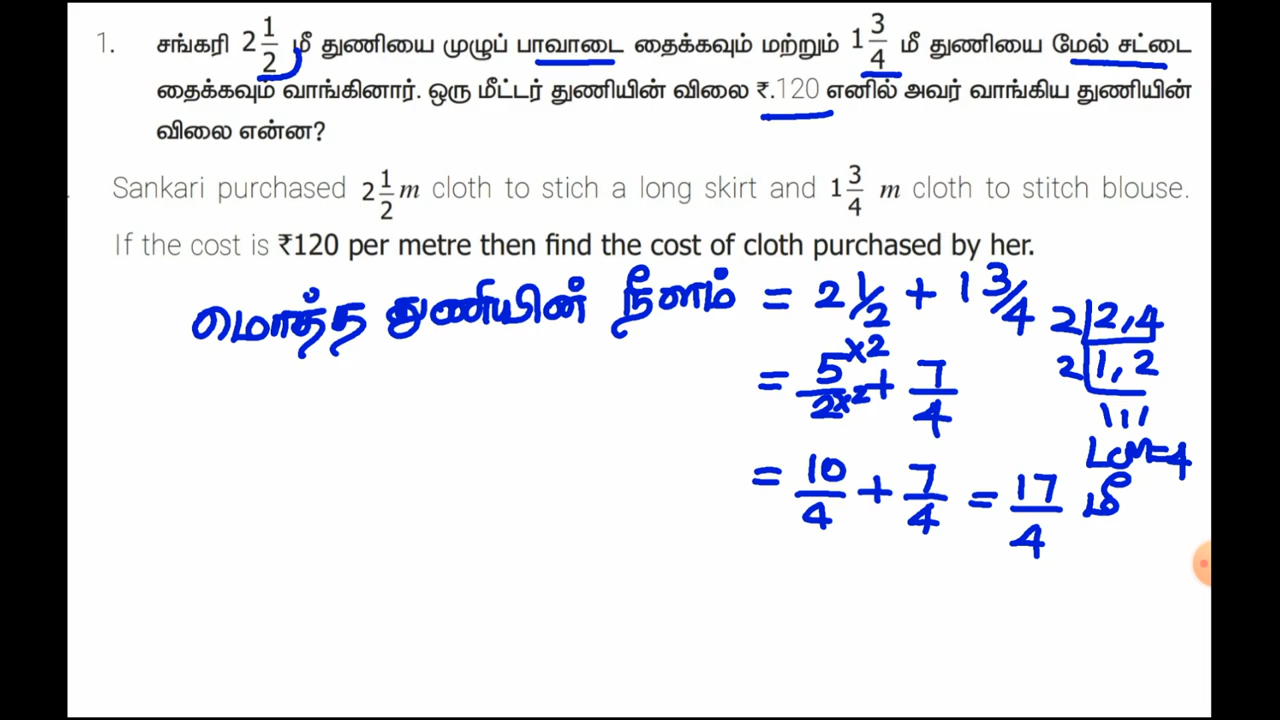 1. சங்கரி 2 1/2 மீ துணியை முழுப் பாவாடை தைக்கவும் மற்றும் 1 3/4 மீ துணியை மேல் சட்டை
தைக்கவும் வாங்கினார். ஒரு மீட்டர் துணியின் விலை ₹.120 எனில் அவர் வாங்கிய துணியின்
விலை என்ன?
Sankari purchased 2 1/2 m cloth to stich a long skirt and 1 3/4 m cloth to stitch blouse.
If the cost is ₹120 per metre then find the cost of cloth purchased by her.
மொத்த துணியின் நீளம் = 2 1/2 + 1 3/4
= 5×2/2×2 + 7/4
= 10/4 + 7/4 = 17/4 மீ
2 | 2, 4
2 | 1, 2
1, 1
LCM=4